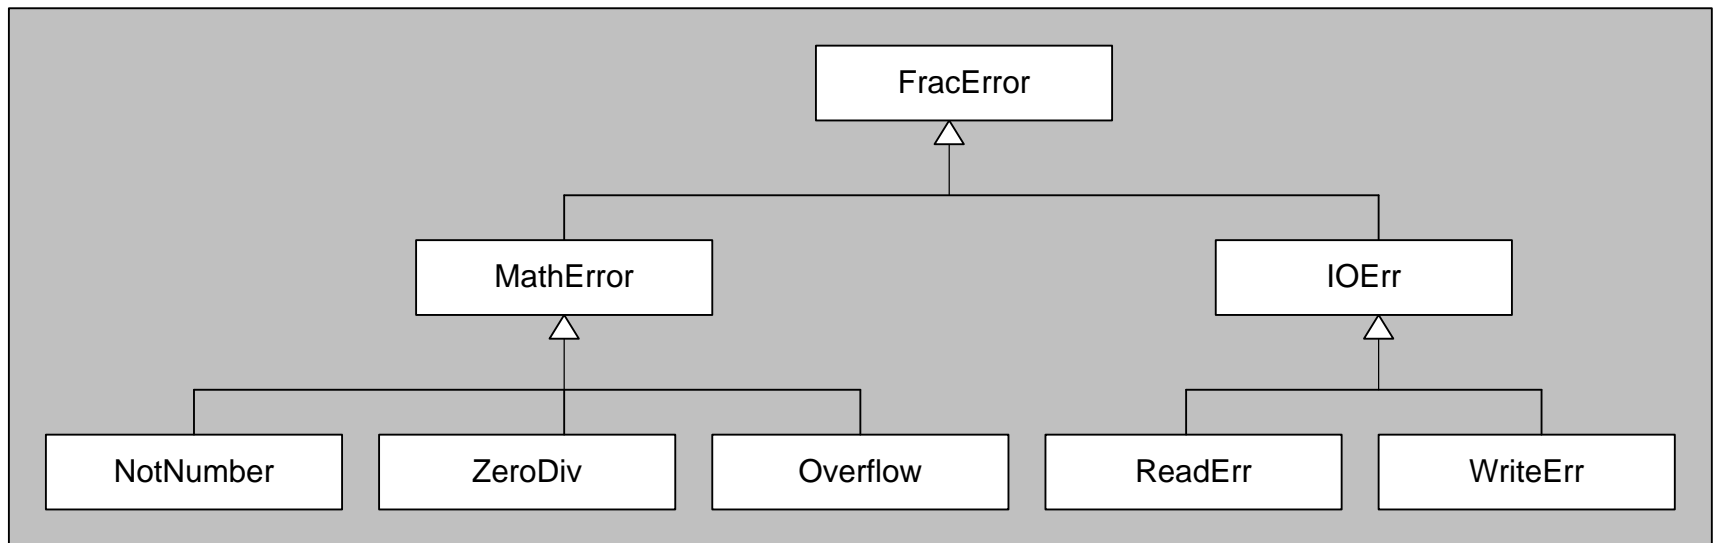 FracError
MathError
IOErr
NotNumber
ZeroDiv
Overflow
ReadErr
WriteErr